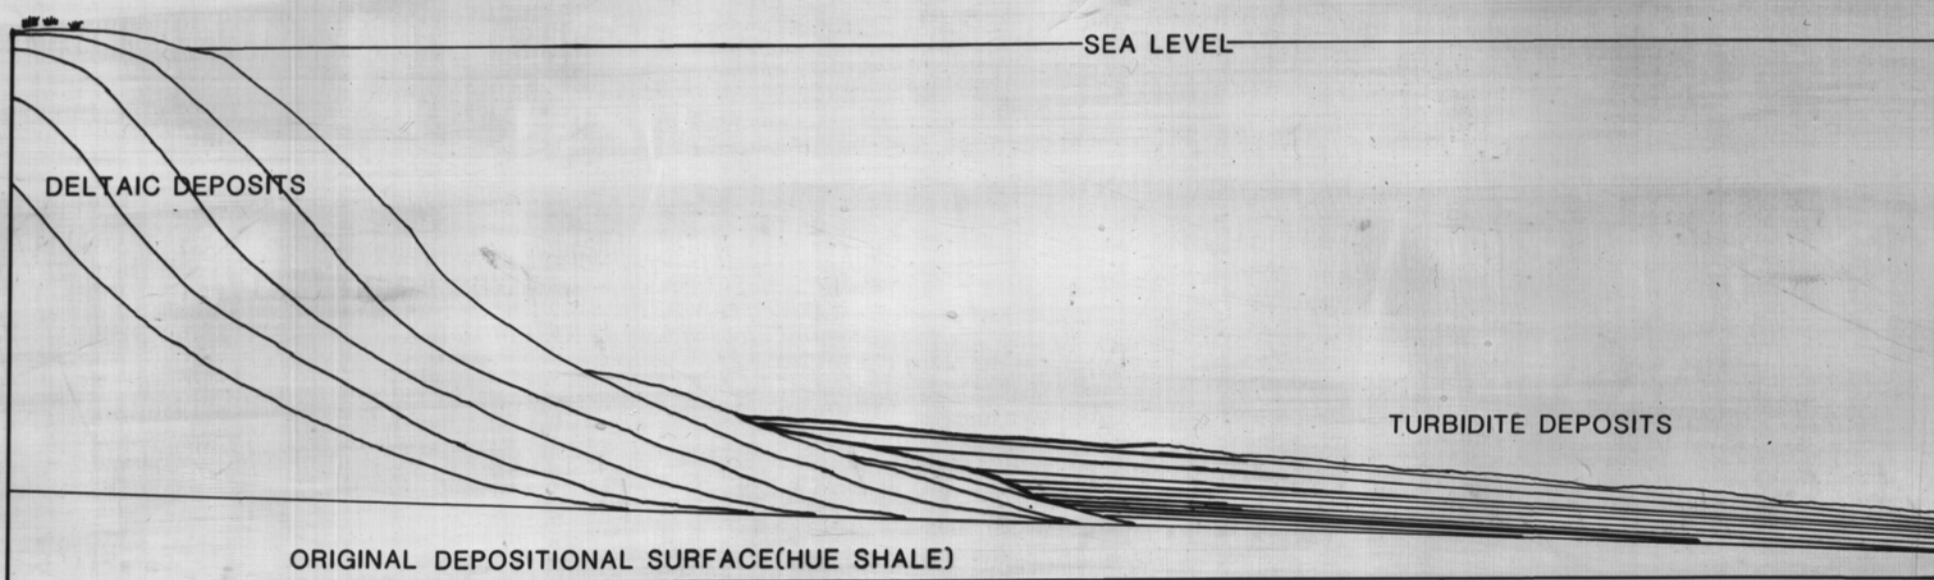 SEA LEVEL
DELTAIC DEPOSITS
TURBIDITE DEPOSITS
ORIGINAL DEPOSITIONAL SURFACE(HUE SHALE)